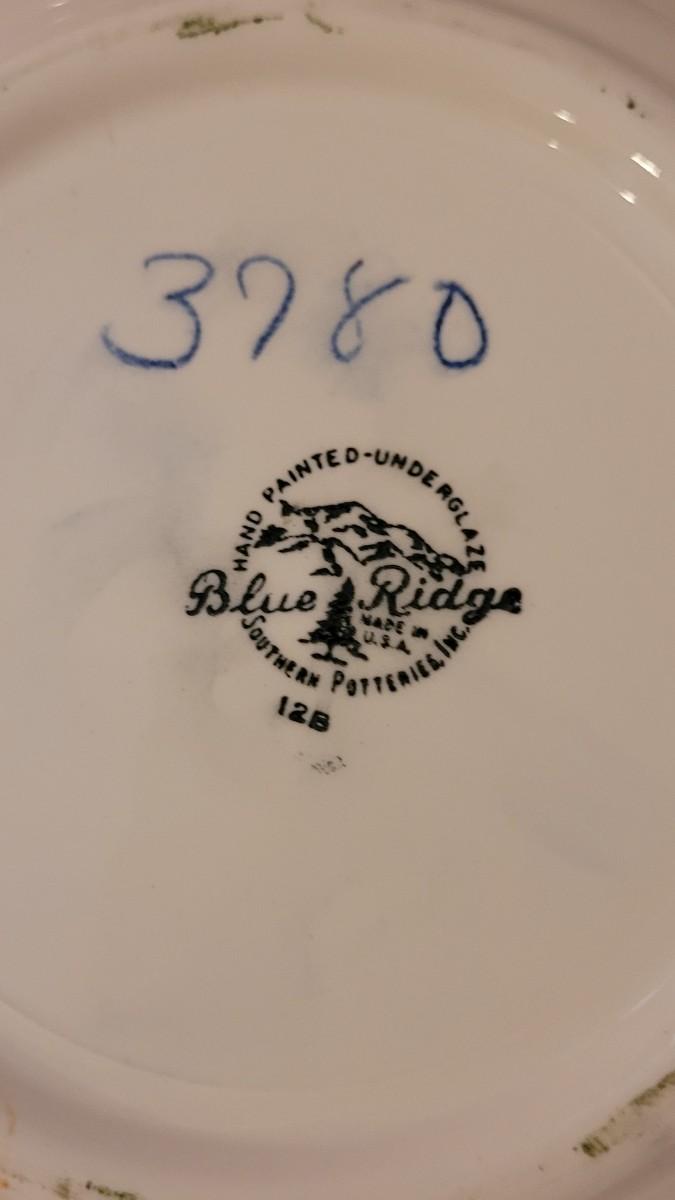 3780
HAND PAINTED-UNDERGLAZE
Blue Ridge
MADE IN
U.S.A.
SOUTHERN POTTERIES, INC.
12B